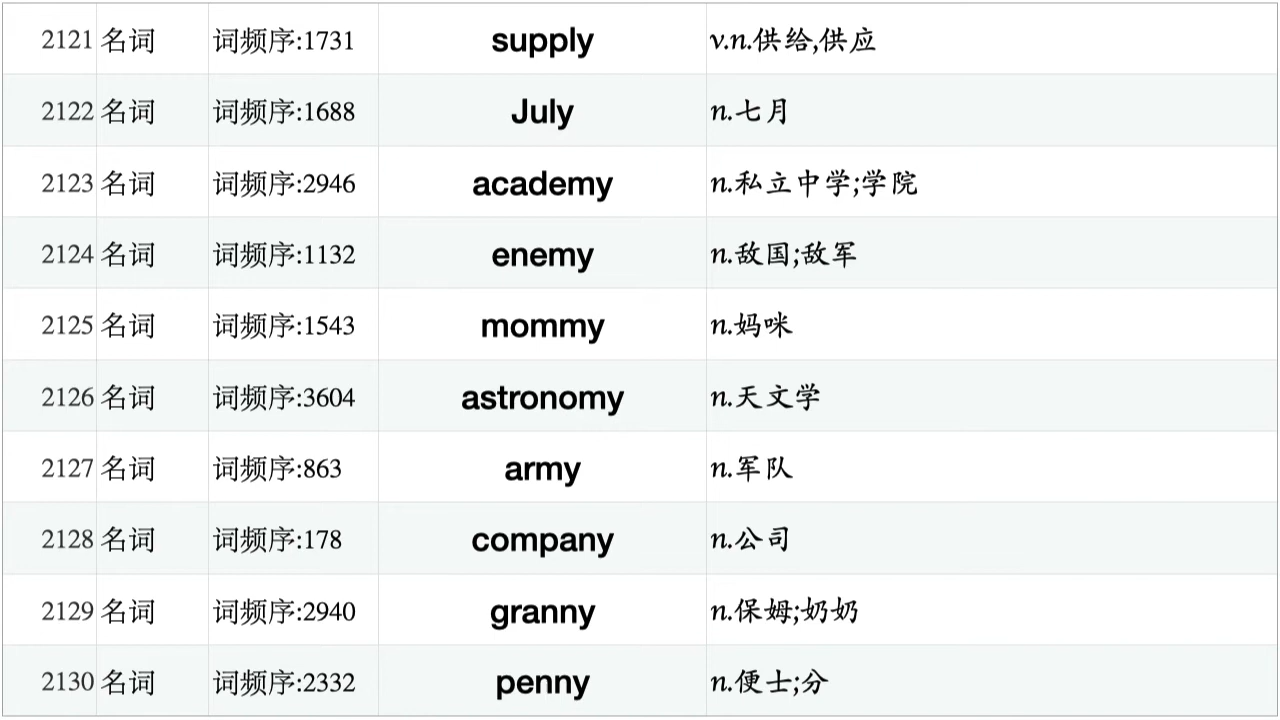 2121 名词 词频序:1731 supply v.n.供给,供应
2122 名词 词频序:1688 July n.七月
2123 名词 词频序:2946 academy n.私立中学;学院
2124 名词 词频序:1132 enemy n.敌国;敌军
2125 名词 词频序:1543 mommy n.妈咪
2126 名词 词频序:3604 astronomy n.天文学
2127 名词 词频序:863 army n.军队
2128 名词 词频序:178 company n.公司
2129 名词 词频序:2940 granny n.保姆;奶奶
2130 名词 词频序:2332 penny n.便士;分